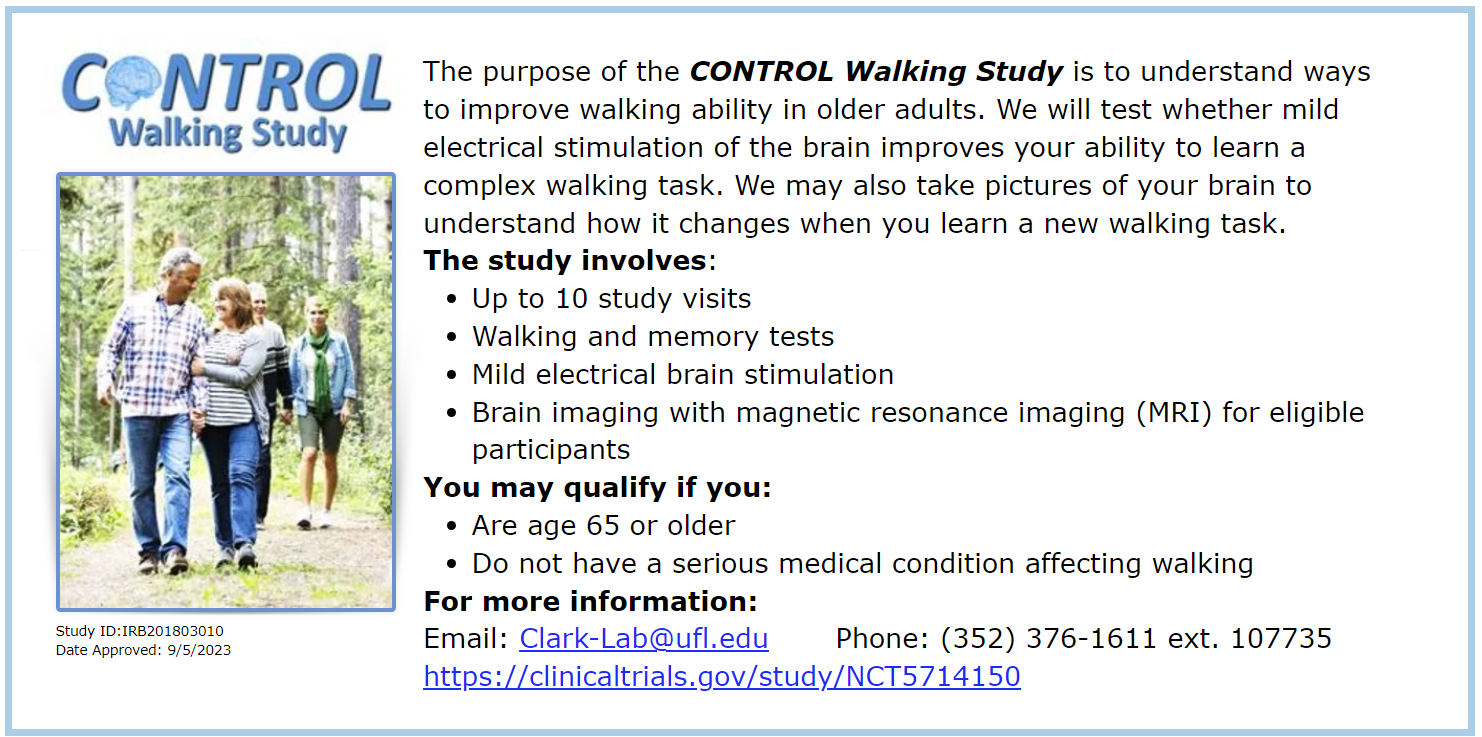 CONTROL
Walking Study
The purpose of the CONTROL Walking Study is to understand ways
to improve walking ability in older adults. We will test whether mild
electrical stimulation of the brain improves your ability to learn a
complex walking task. We may also take pictures of your brain to
understand how it changes when you learn a new walking task.
The study involves:
• Up to 10 study visits
• Walking and memory tests
• Mild electrical brain stimulation
• Brain imaging with magnetic resonance imaging (MRI) for eligible
participants
You may qualify if you:
• Are age 65 or older
• Do not have a serious medical condition affecting walking
For more information:
Email: Clark-Lab@ufl.edu Phone: (352) 376-1611 ext. 107735
https://clinicaltrials.gov/study/NCT5714150
Study ID:IRB201803010
Date Approved: 9/5/2023